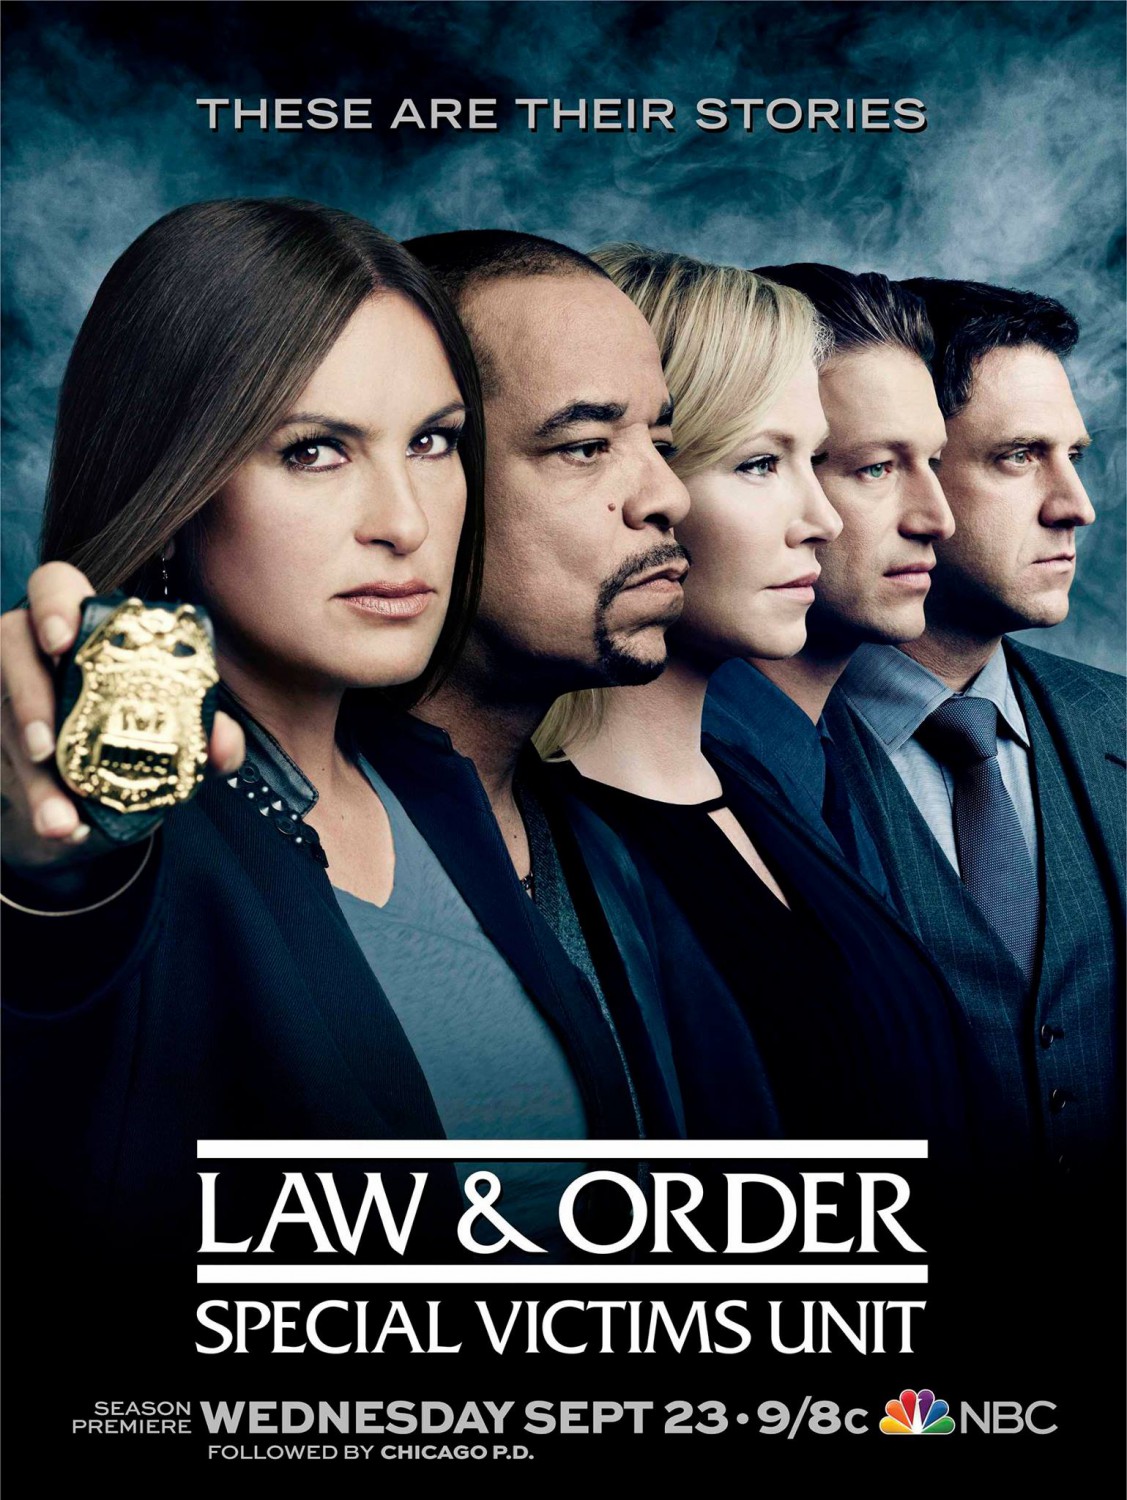 THESE ARE THEIR STORIES
LAW & ORDER
SPECIAL VICTIMS UNIT
SEASON PREMIERE WEDNESDAY SEPT 23 • 9/8c NBC
FOLLOWED BY CHICAGO P.D.